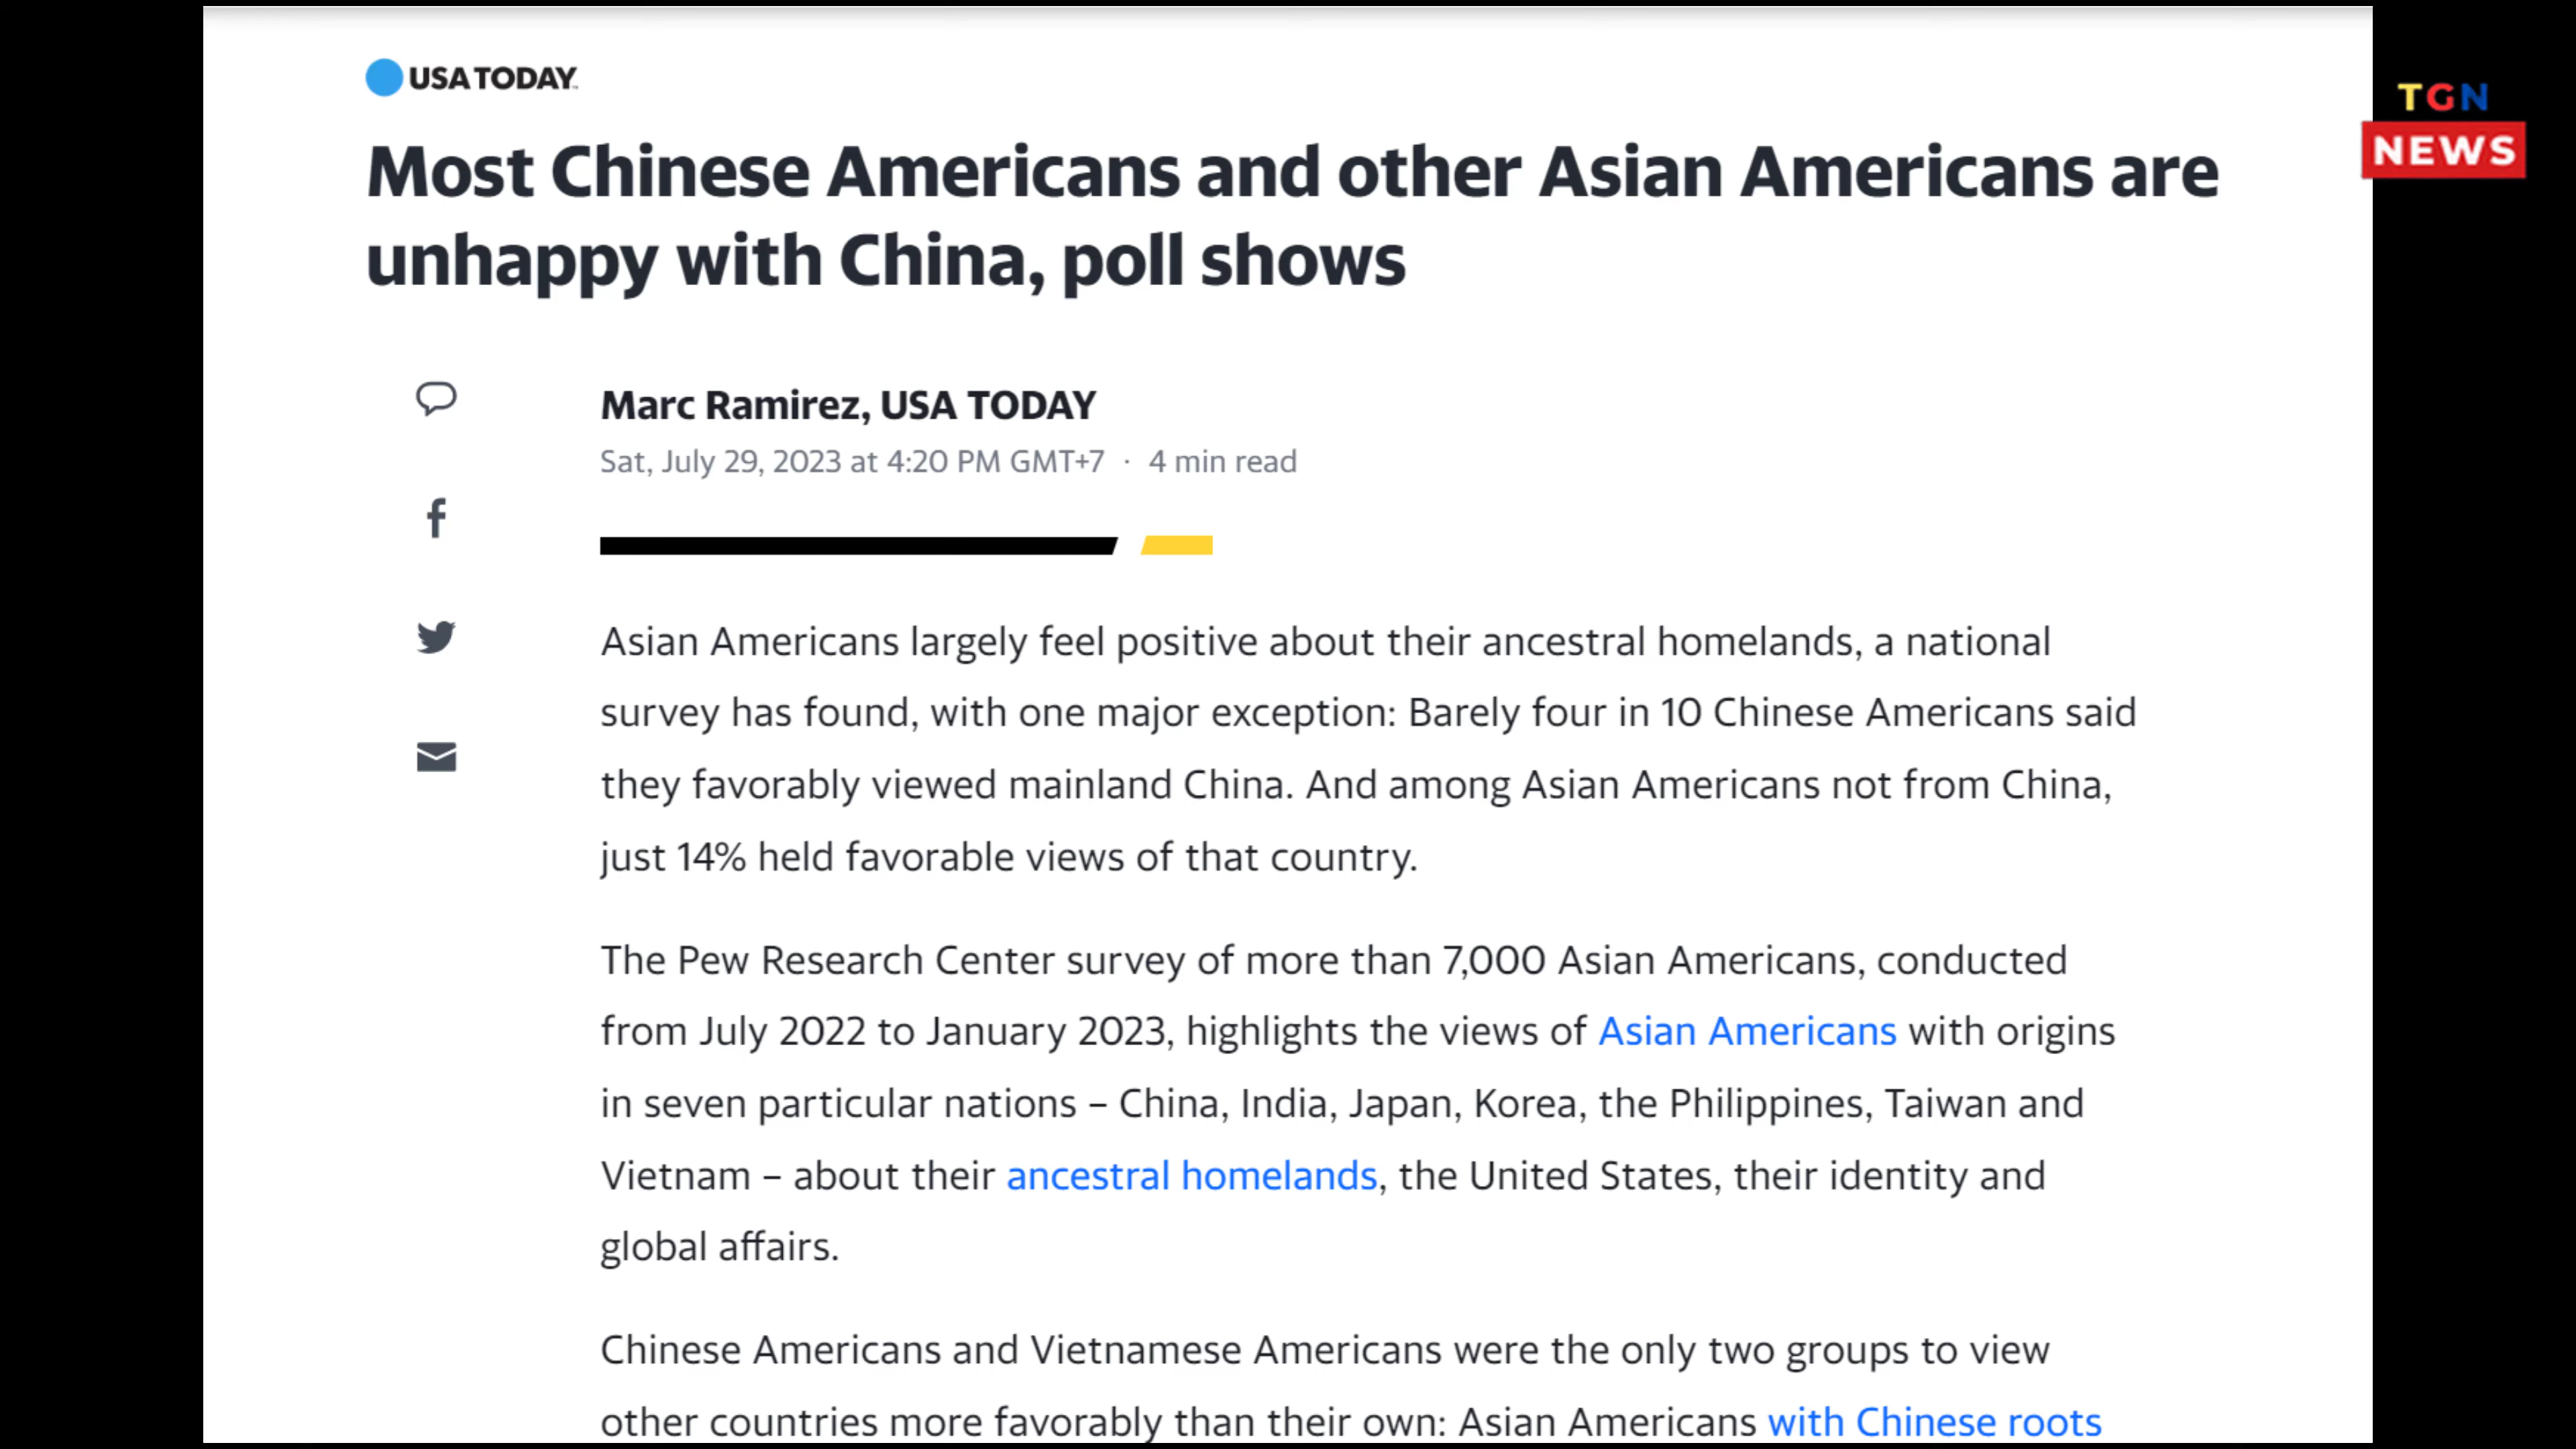 USA TODAY
TGN
NEWS
Most Chinese Americans and other Asian Americans are
unhappy with China, poll shows
Marc Ramirez, USA TODAY
Sat, July 29, 2023 at 4:20 PM GMT+7 · 4 min read
Asian Americans largely feel positive about their ancestral homelands, a national
survey has found, with one major exception: Barely four in 10 Chinese Americans said
they favorably viewed mainland China. And among Asian Americans not from China,
just 14% held favorable views of that country.
The Pew Research Center survey of more than 7,000 Asian Americans, conducted
from July 2022 to January 2023, highlights the views of Asian Americans with origins
in seven particular nations – China, India, Japan, Korea, the Philippines, Taiwan and
Vietnam – about their ancestral homelands, the United States, their identity and
global affairs.
Chinese Americans and Vietnamese Americans were the only two groups to view
other countries more favorably than their own: Asian Americans with Chinese roots